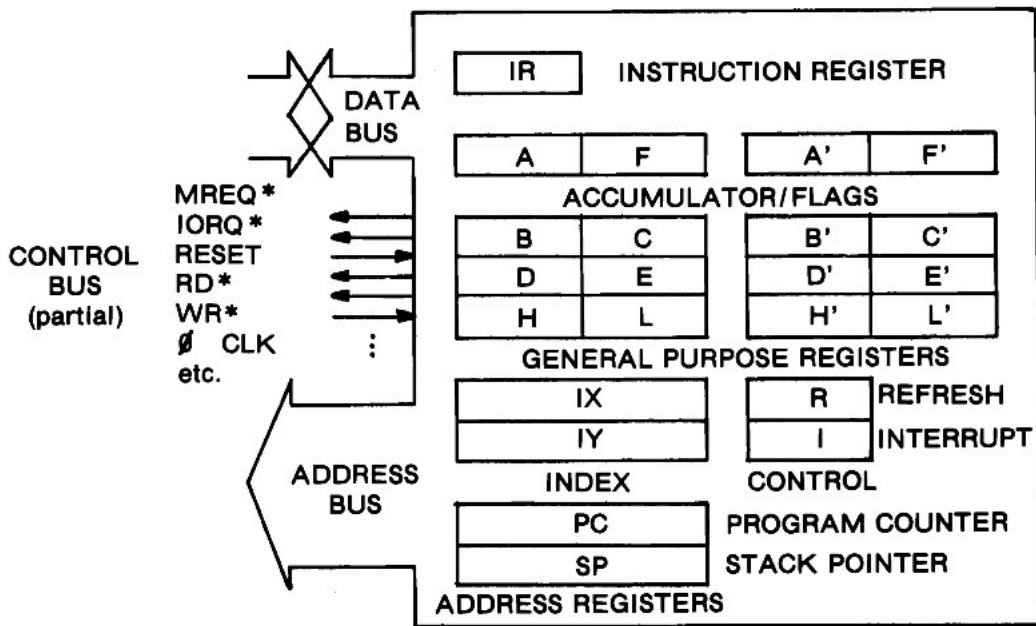 IR INSTRUCTION REGISTER
DATA
BUS
A F A' F'
ACCUMULATOR/FLAGS
MREQ*
IORQ*
RESET
RD*
WR*
Ø CLK
etc.
⋮
CONTROL
BUS
(partial)
B C B' C'
D E D' E'
H L H' L'
GENERAL PURPOSE REGISTERS
IX R REFRESH
IY I INTERRUPT
INDEX CONTROL
ADDRESS
BUS
PC PROGRAM COUNTER
SP STACK POINTER
ADDRESS REGISTERS